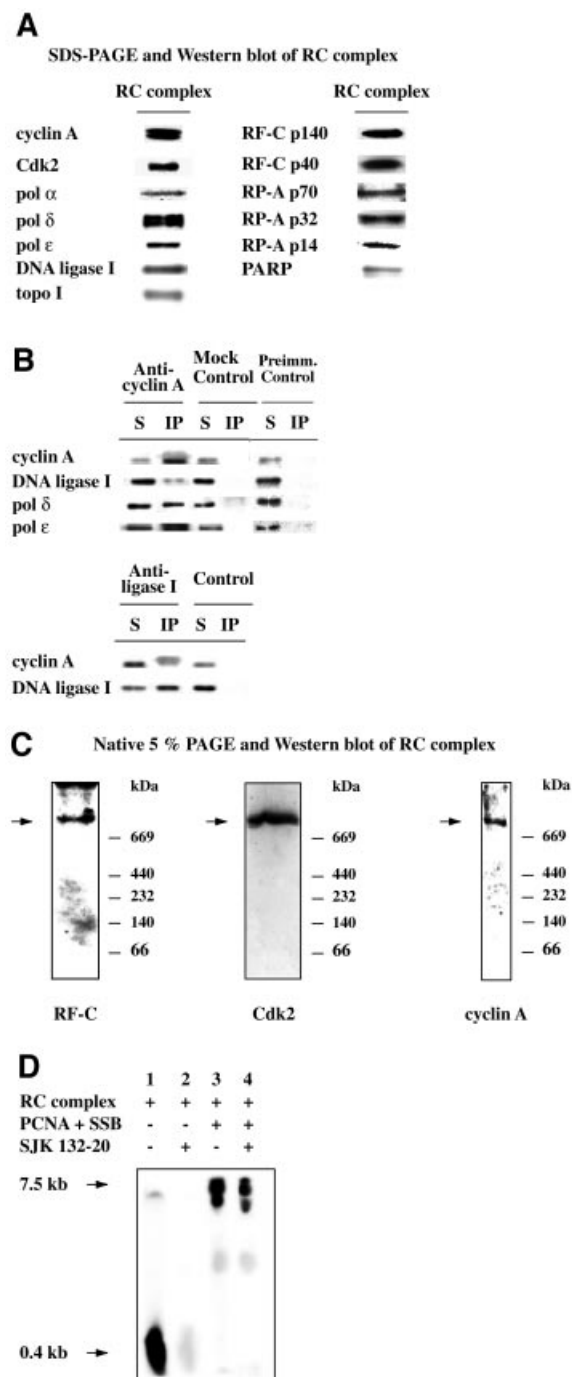 A
SDS-PAGE and Western blot of RC complex
RC complex RC complex
cyclin A RF-C p140
Cdk2 RF-C p40
pol α RP-A p70
pol δ RP-A p32
pol ε RP-A p14
DNA ligase I PARP
topo I
B
Anti- Mock Preimm.
cyclin A Control Control
S IP S IP S IP
cyclin A
DNA ligase I
pol δ
pol ε
Anti-
ligase I Control
S IP S IP
cyclin A
DNA ligase I
C
Native 5 % PAGE and Western blot of RC complex
kDa kDa kDa
669 669 669
440 440 440
232 232 232
140 140 140
66 66 66
RF-C Cdk2 cyclin A
D
1 2 3 4
RC complex + + + +
PCNA + SSB - - + +
SJK 132-20 - + - +
7.5 kb
0.4 kb